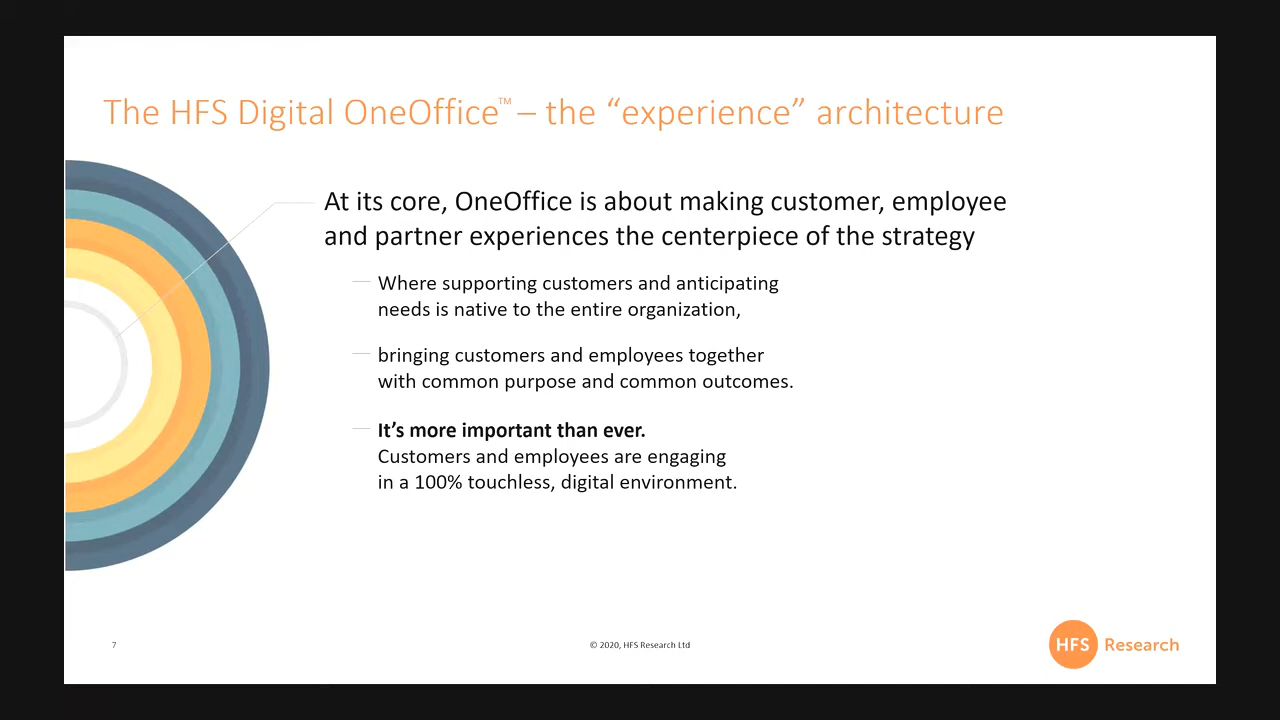 The HFS Digital OneOffice™ – the “experience” architecture
At its core, OneOffice is about making customer, employee
and partner experiences the centerpiece of the strategy
Where supporting customers and anticipating
needs is native to the entire organization,
bringing customers and employees together
with common purpose and common outcomes.
It’s more important than ever.
Customers and employees are engaging
in a 100% touchless, digital environment.
7
© 2020, HFS Research Ltd
HFS Research